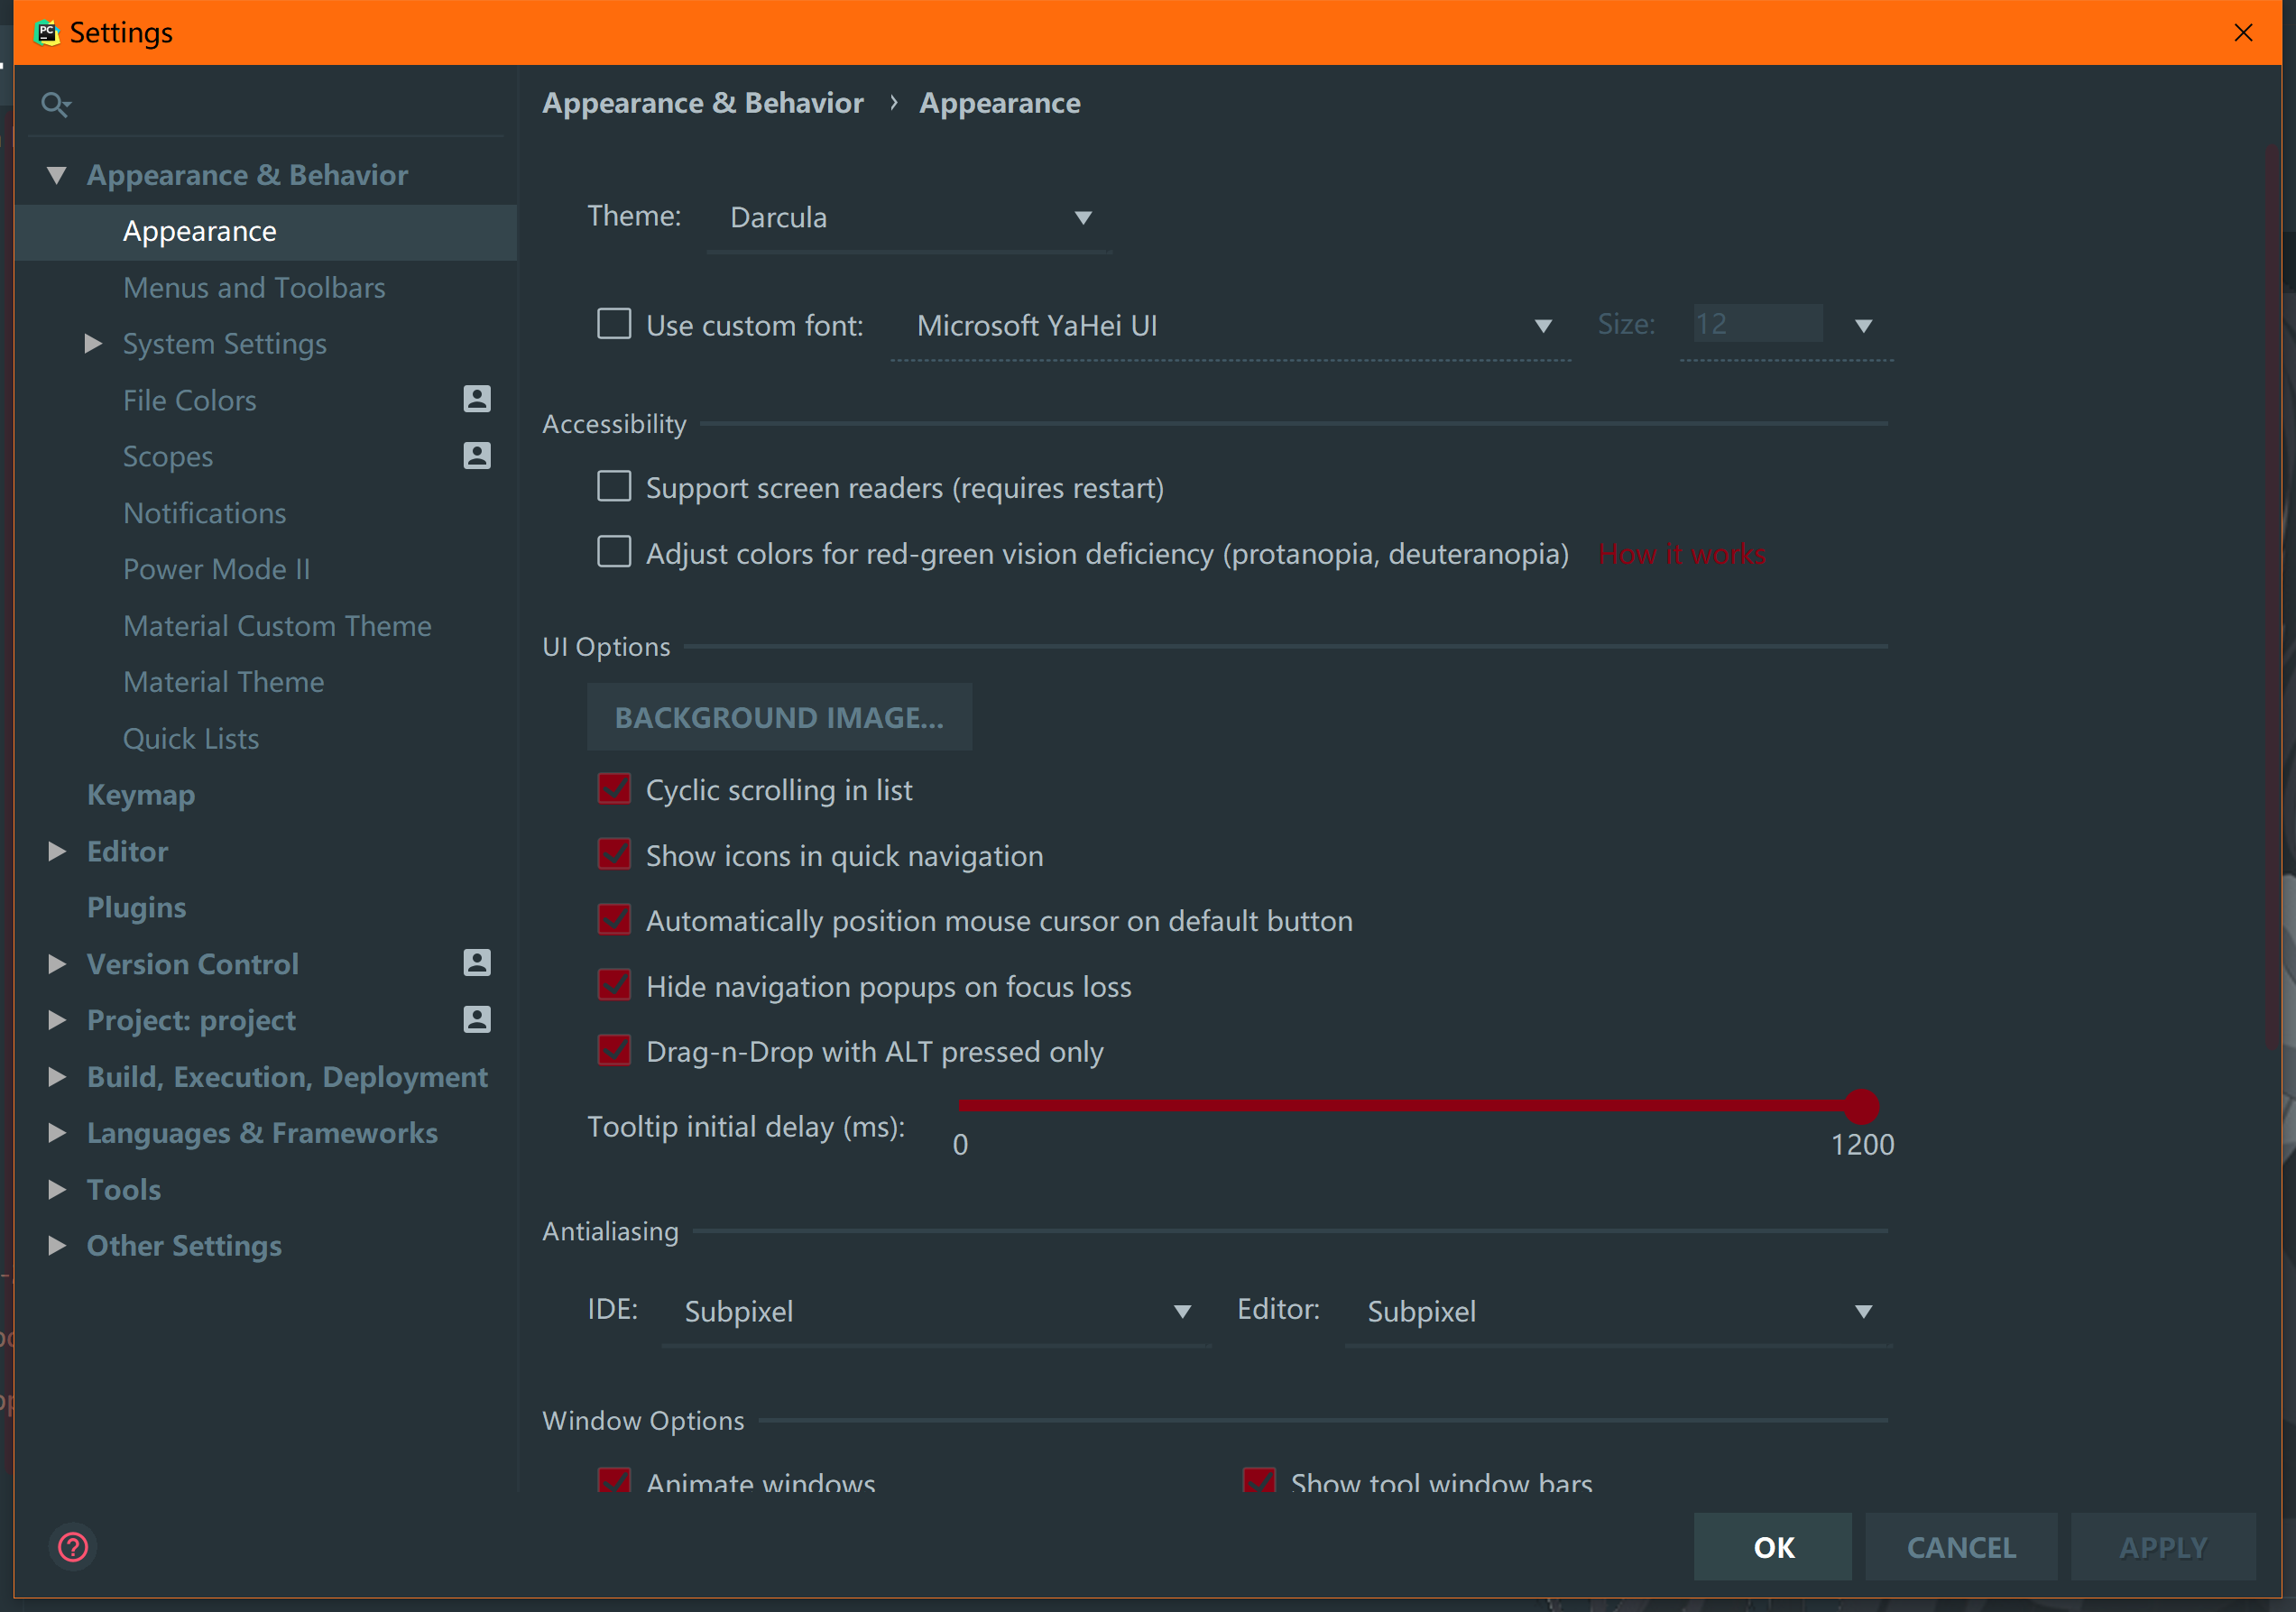 Settings
Appearance & Behavior
Appearance
Menus and Toolbars
System Settings
File Colors
Scopes
Notifications
Power Mode II
Material Custom Theme
Material Theme
Quick Lists
Keymap
Editor
Plugins
Version Control
Project: project
Build, Execution, Deployment
Languages & Frameworks
Tools
Other Settings
Appearance & Behavior › Appearance
Theme: Darcula
Use custom font: Microsoft YaHei UI Size: 12
Accessibility
Support screen readers (requires restart)
Adjust colors for red-green vision deficiency (protanopia, deuteranopia) How it works
UI Options
BACKGROUND IMAGE...
Cyclic scrolling in list
Show icons in quick navigation
Automatically position mouse cursor on default button
Hide navigation popups on focus loss
Drag-n-Drop with ALT pressed only
Tooltip initial delay (ms):
0 1200
Antialiasing
IDE: Subpixel Editor: Subpixel
Window Options
Animate windows Show tool window bars
OK CANCEL APPLY